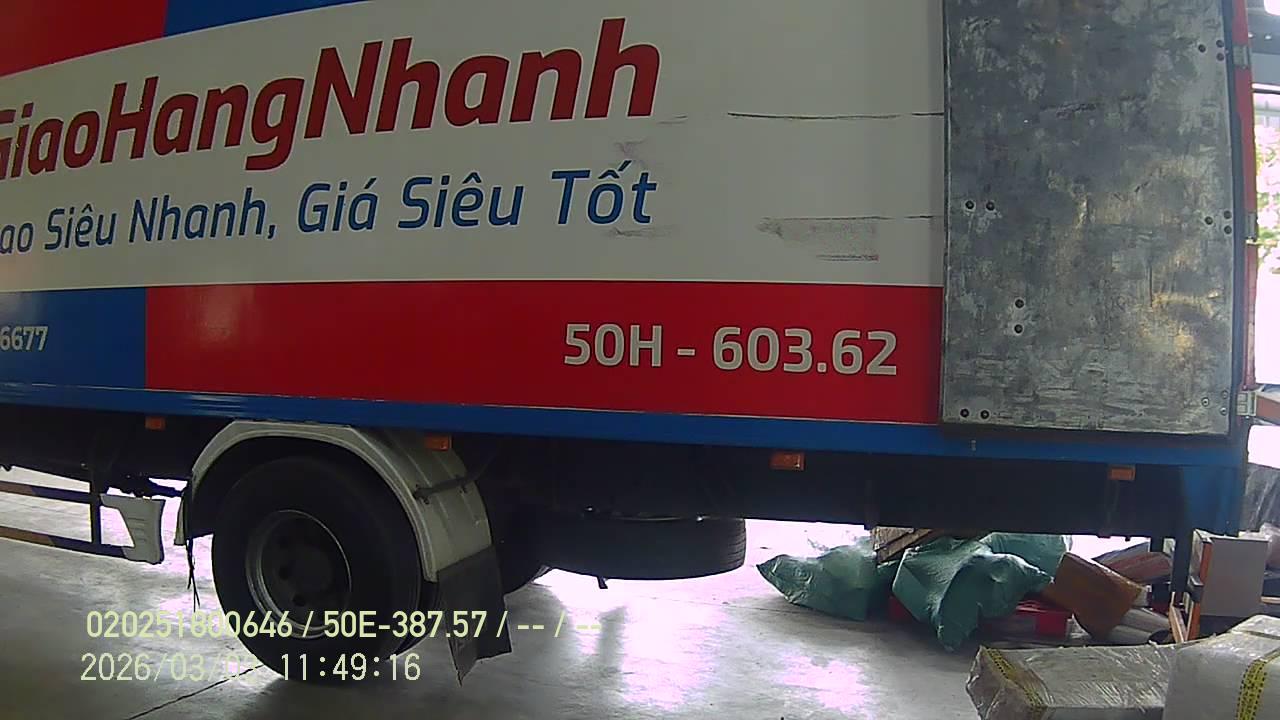 GiaoHangNhanh
ao Siêu Nhanh, Giá Siêu Tốt
6677
50H - 603.62
020251800646 / 50E-387.57 / -- / --
11:49:16